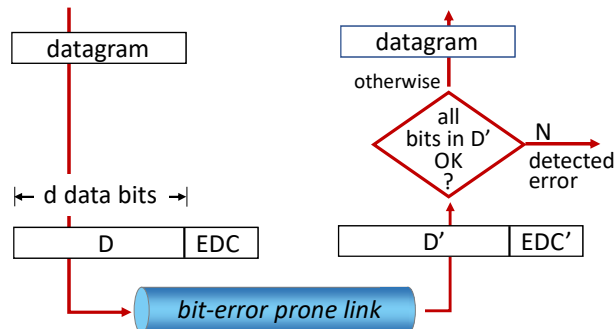 datagram
datagram
otherwise
all
bits in D’
OK
?
N
detected
error
d data bits
D
EDC
D’
EDC’
bit-error prone link